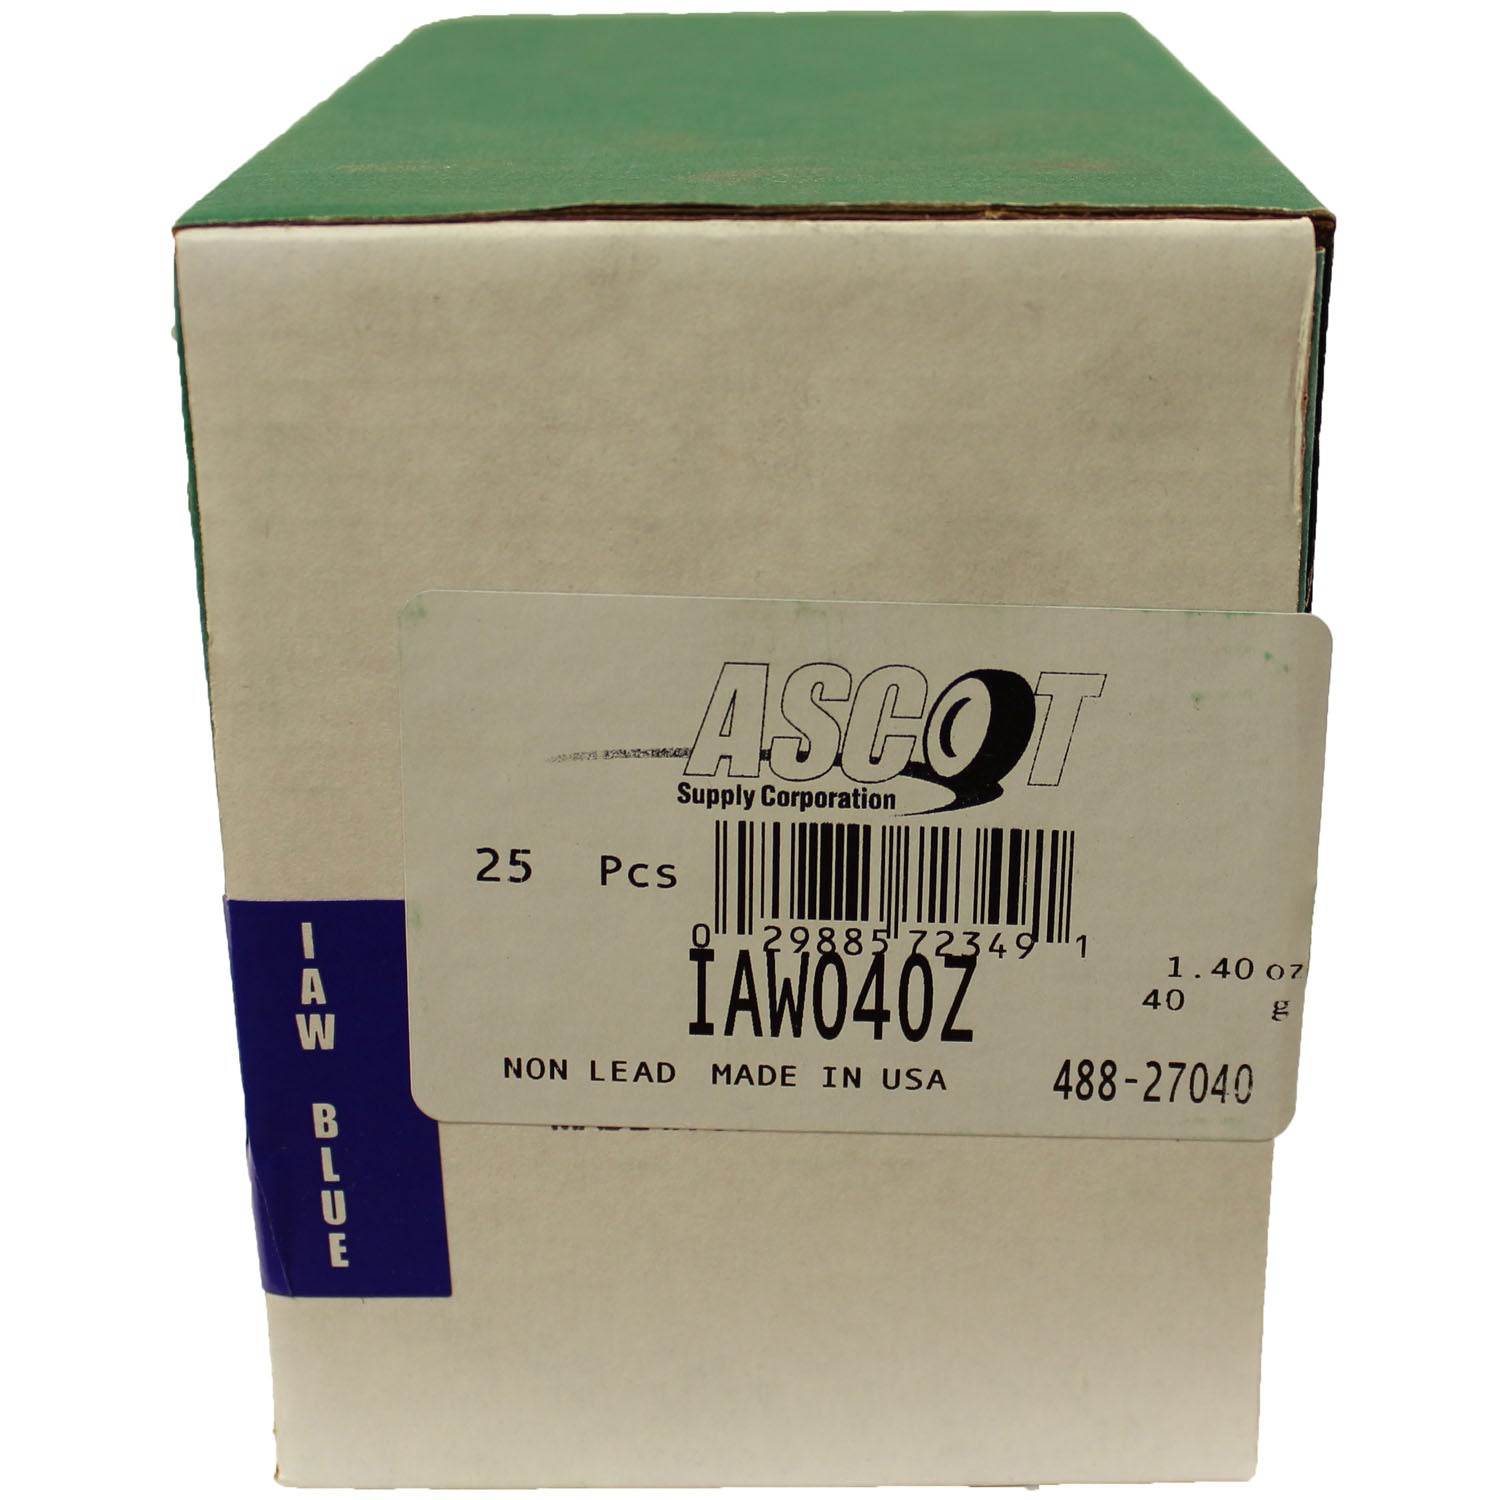 ASCOT
Supply Corporation
25 Pcs
0 29885 72349 1
IAW040Z
1.40 oz
40 g
NON LEAD MADE IN USA
488-27040
IAW BLUE